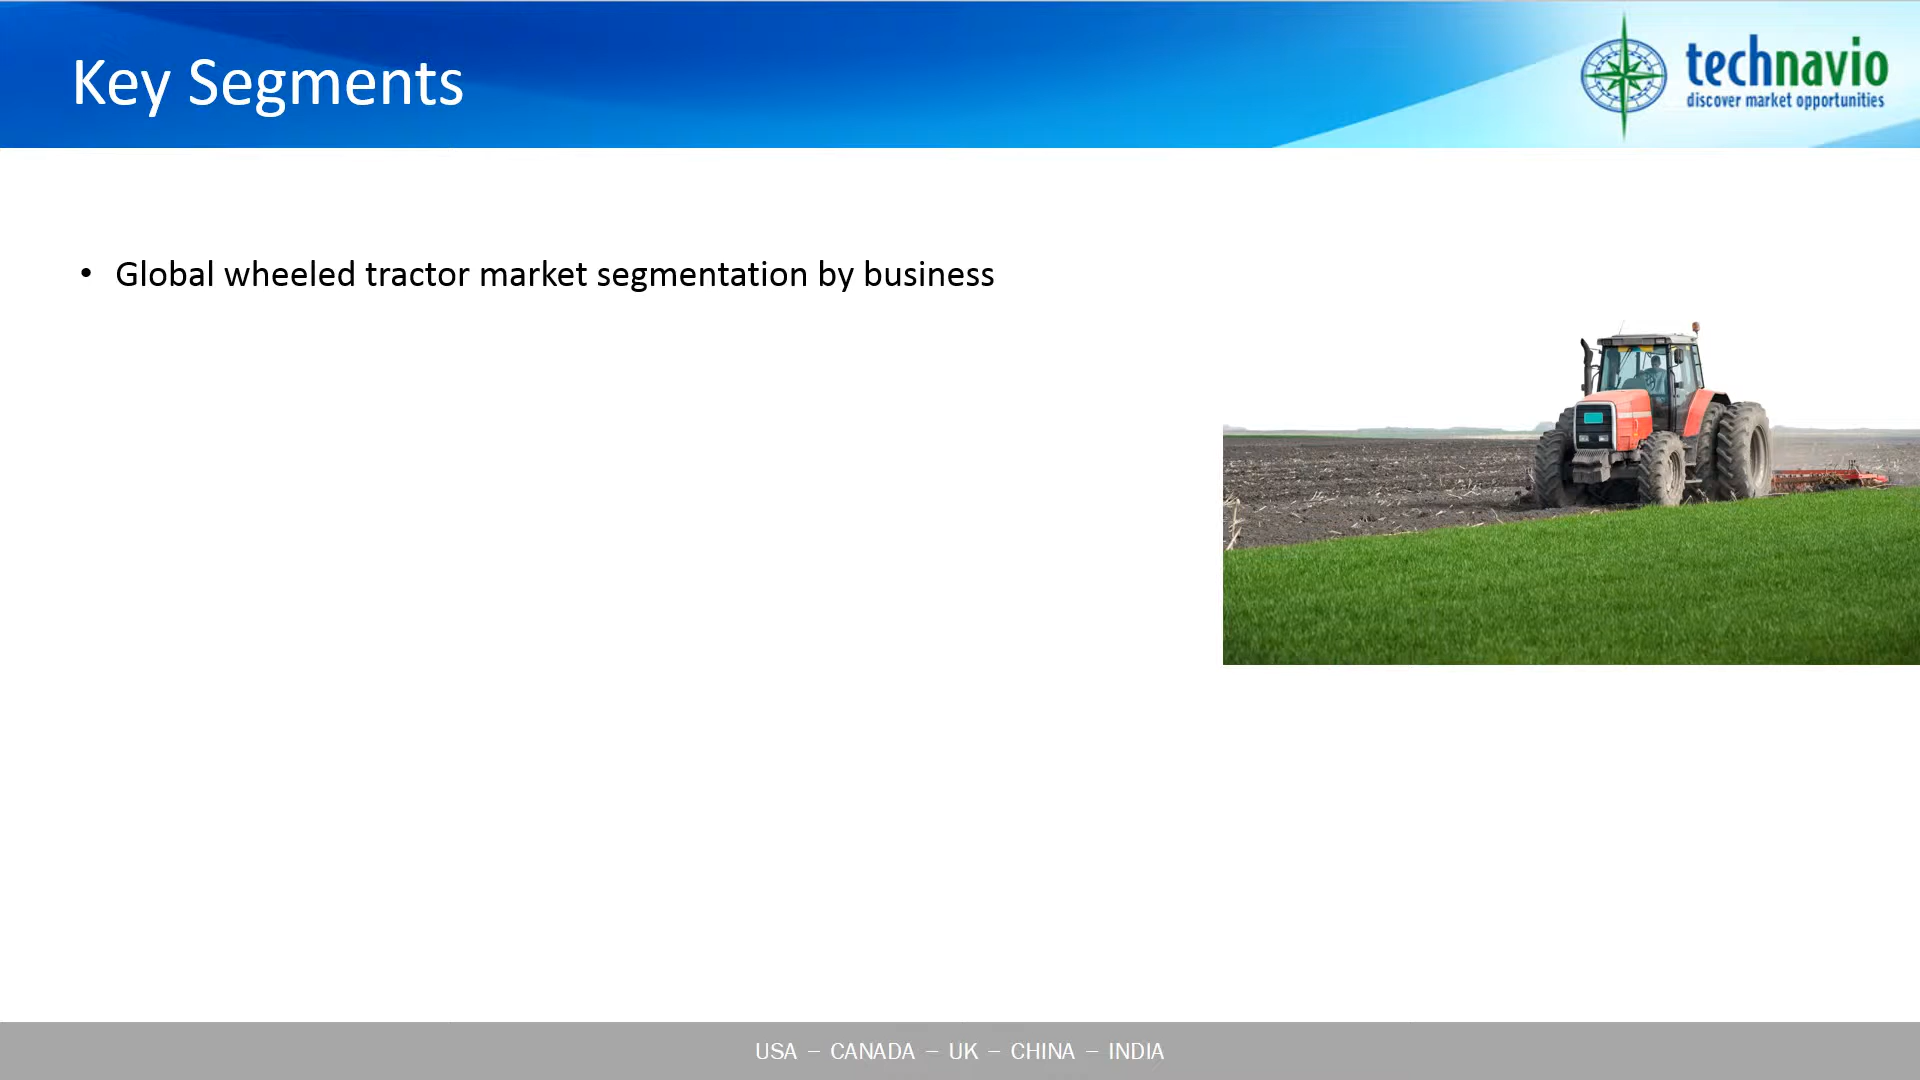 Key Segments
technavio
discover market opportunities
• Global wheeled tractor market segmentation by business
USA – CANADA – UK – CHINA – INDIA